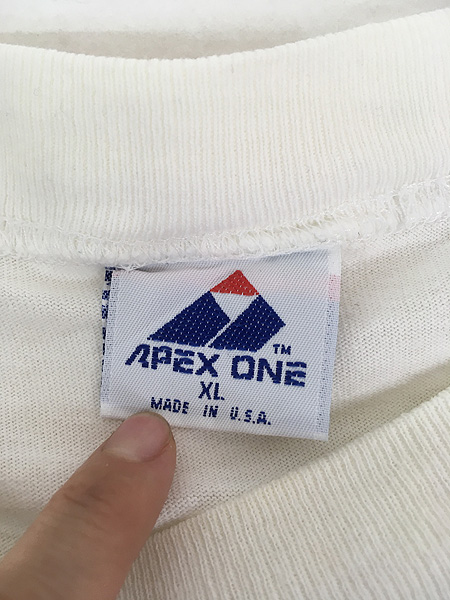 APEX ONE ™
XL
MADE IN U.S.A.